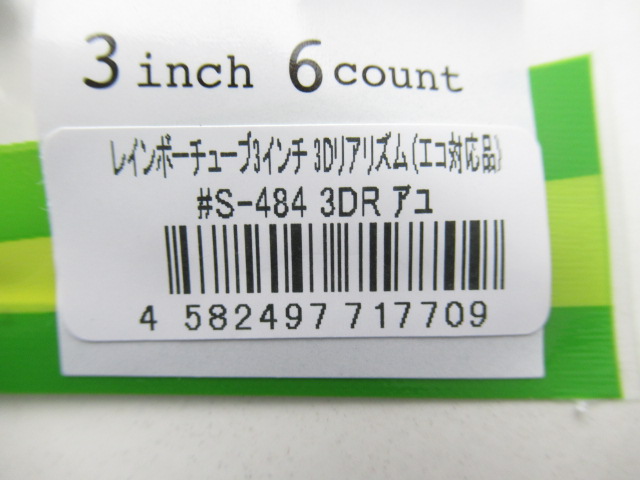 3 inch 6 count
レインボーチューブ3インチ 3Dリアリズム(エコ対応品)
#S-484 3DR アユ
4 582497 717709